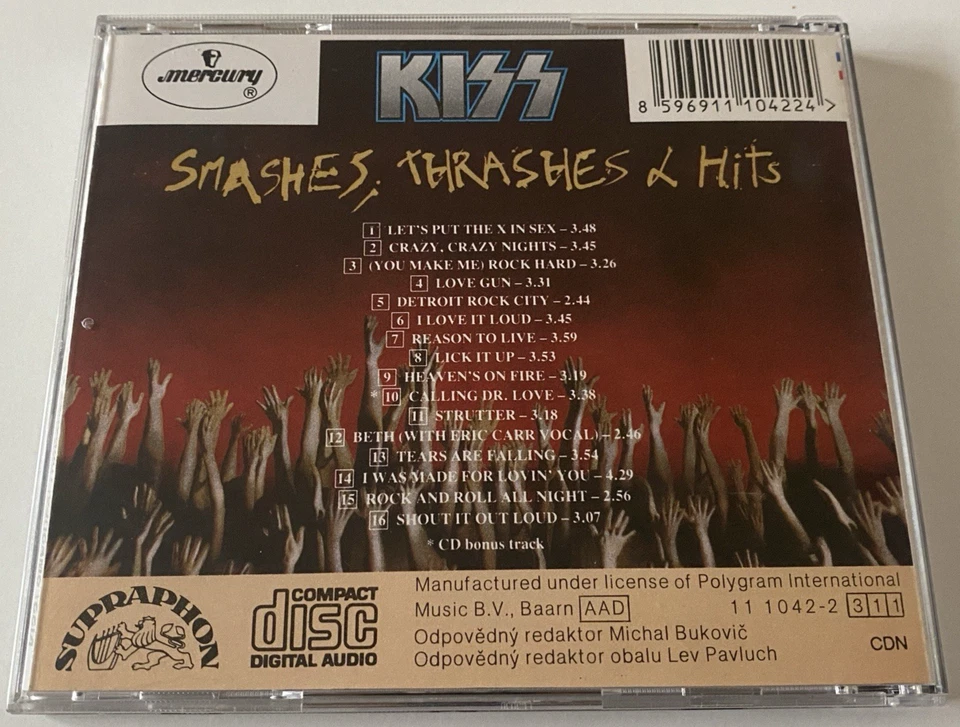 mercury
®
KISS
8 596911 104224 >
SMASHES, THRASHES & HiTs
1 LET'S PUT THE X IN SEX – 3.48
2 CRAZY, CRAZY NIGHTS – 3.45
3 (YOU MAKE ME) ROCK HARD – 3.26
4 LOVE GUN – 3.31
5 DETROIT ROCK CITY – 2.44
6 I LOVE IT LOUD – 3.45
7 REASON TO LIVE – 3.59
8 LICK IT UP – 3.53
9 HEAVEN'S ON FIRE – 3.19
* 10 CALLING DR. LOVE – 3.38
11 STRUTTER – 3.18
12 BETH (WITH ERIC CARR VOCAL) – 2.46
13 TEARS ARE FALLING – 3.54
14 I WAS MADE FOR LOVIN' YOU – 4.29
15 ROCK AND ROLL ALL NIGHT – 2.56
16 SHOUT IT OUT LOUD – 3.07
* CD bonus track
SUPRAPHON
COMPACT
disc
DIGITAL AUDIO
Manufactured under license of Polygram International
Music B.V., Baarn AAD 11 1042-2 311
Odpovědný redaktor Michal Bukovič
Odpovědný redaktor obalu Lev Pavluch
CDN